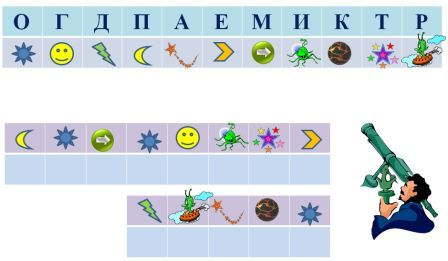 О Г Д П А Е М И К Т Р